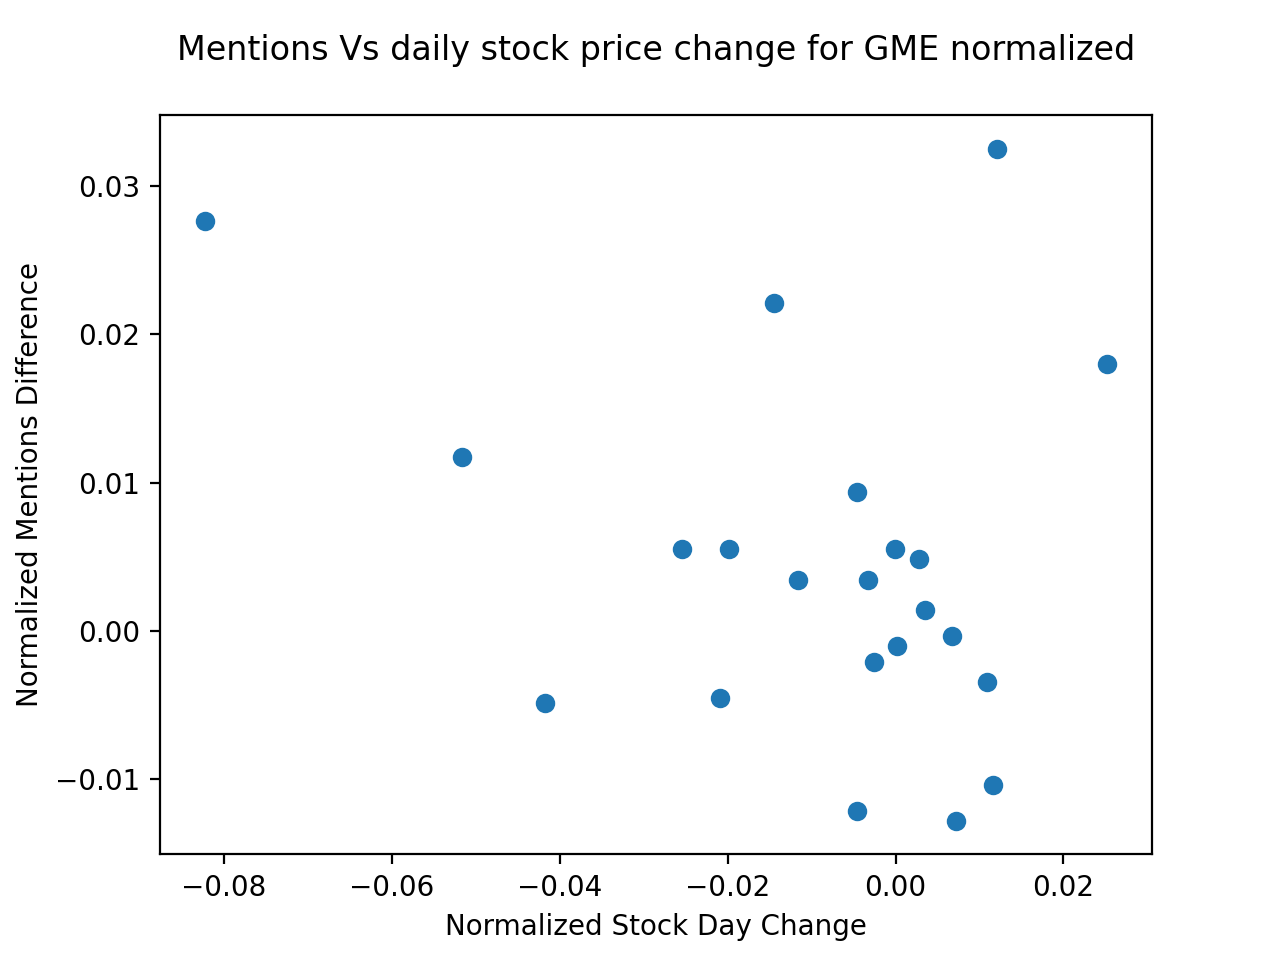 Mentions Vs daily stock price change for GME normalized
0.03
0.02
0.01
0.00
−0.01
Normalized Mentions Difference
−0.08 −0.06 −0.04 −0.02 0.00 0.02
Normalized Stock Day Change